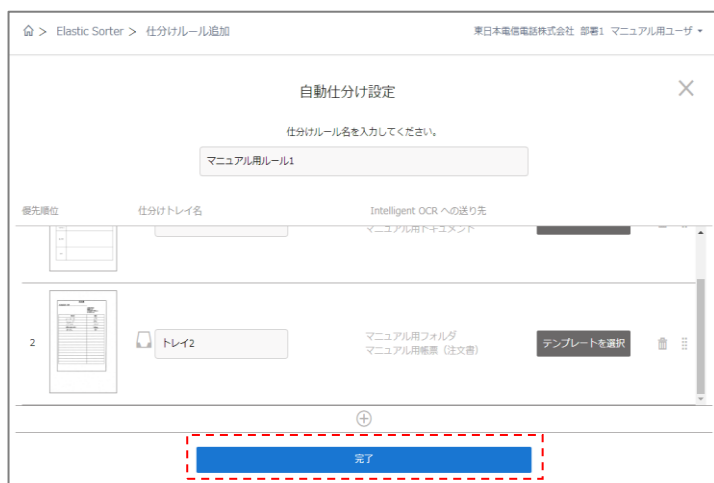 > Elastic Sorter > 仕分けルール追加
東日本電信電話株式会社 部署1 マニュアル用ユーザ
自動仕分け設定
仕分けルール名を入力してください。
マニュアル用ルール1
優先順位 仕分けトレイ名 Intelligent OCR への送り先
マニュアル用ドキュメント
2 トレイ2 マニュアル用フォルダ
マニュアル用帳票（注文書）
テンプレートを選択
完了